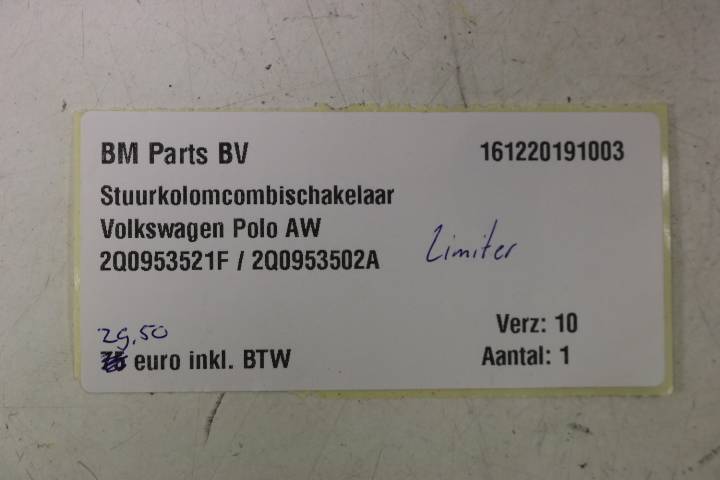 BM Parts BV 161220191003
Stuurkolomcombischakelaar
Volkswagen Polo AW
2Q0953521F / 2Q0953502A Limiter
29,50 Verz: 10
euro inkl. BTW Aantal: 1